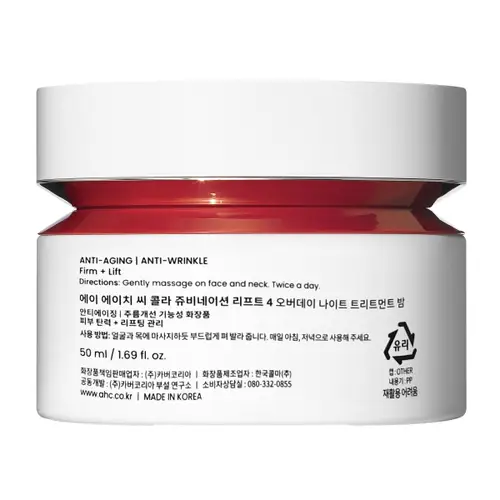 ANTI-AGING | ANTI-WRINKLE
Firm + Lift
Directions: Gently massage on face and neck. Twice a day.
에이 에이치 씨 콜라 쥬비네이션 리프트 4 오버데이 나이트 트리트먼트 밤
안티에이징 | 주름개선 기능성 화장품
피부 탄력 + 리프팅 관리
사용 방법: 얼굴과 목에 마사지하듯 부드럽게 펴 발라 줍니다. 매일 아침, 저녁으로 사용해 주세요.
50 ml / 1.69 fl. oz.
화장품책임판매업자 : (주)카버코리아 | 화장품제조업자 : 한국콜마(주)
공동개발 : (주)카버코리아 부설 연구소 | 소비자상담실 : 080-332-0855
www.ahc.co.kr | MADE IN KOREA
유리
캡 : OTHER
내용기 : PP
재활용 어려움